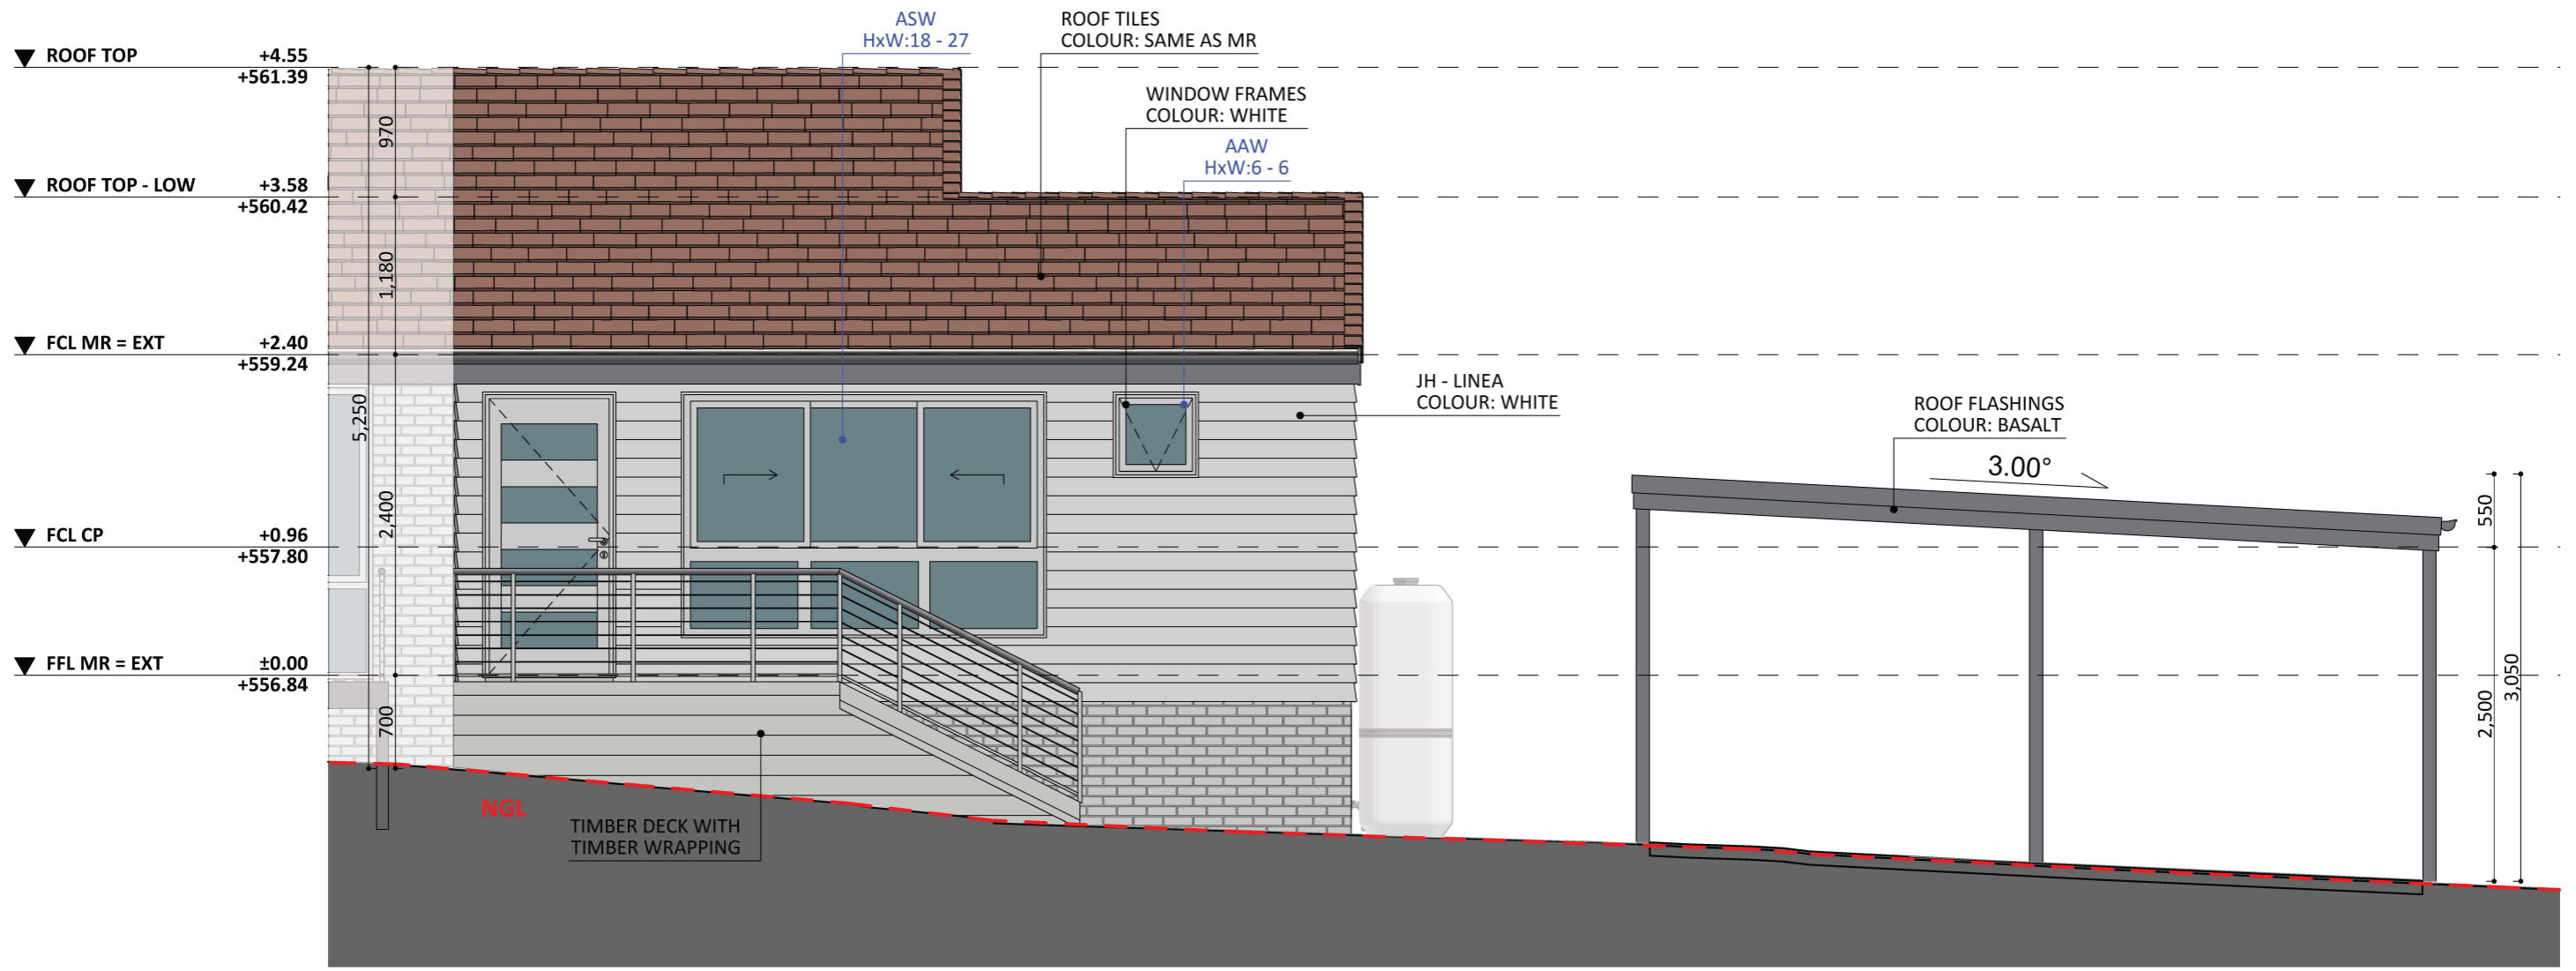 ASW
HxW:18 - 27
ROOF TILES
COLOUR: SAME AS MR
ROOF TOP +4.55
+561.39
WINDOW FRAMES
COLOUR: WHITE
AAW
HxW:6 - 6
970
ROOF TOP - LOW +3.58
+560.42
1,180
FCL MR = EXT +2.40
+559.24
JH - LINEA
COLOUR: WHITE
5,250
ROOF FLASHINGS
COLOUR: BASALT
3.00°
2,400
550
FCL CP +0.96
+557.80
FFL MR = EXT ±0.00
+556.84
3,050
2,500
700
NGL
TIMBER DECK WITH
TIMBER WRAPPING